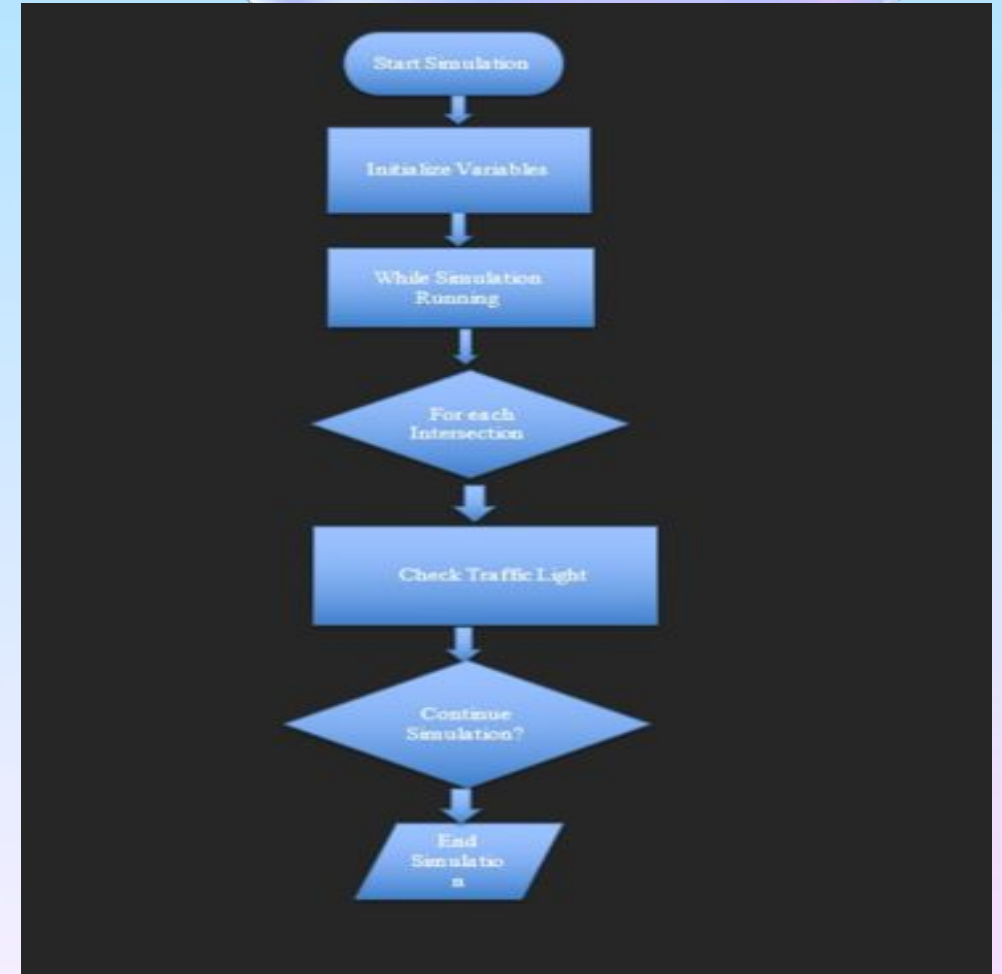 Start Simulation
Initialize Variables
While Simulation
Running
For each
Intersection
Check Traffic Light
Continue
Simulation?
End
Simulatio
n